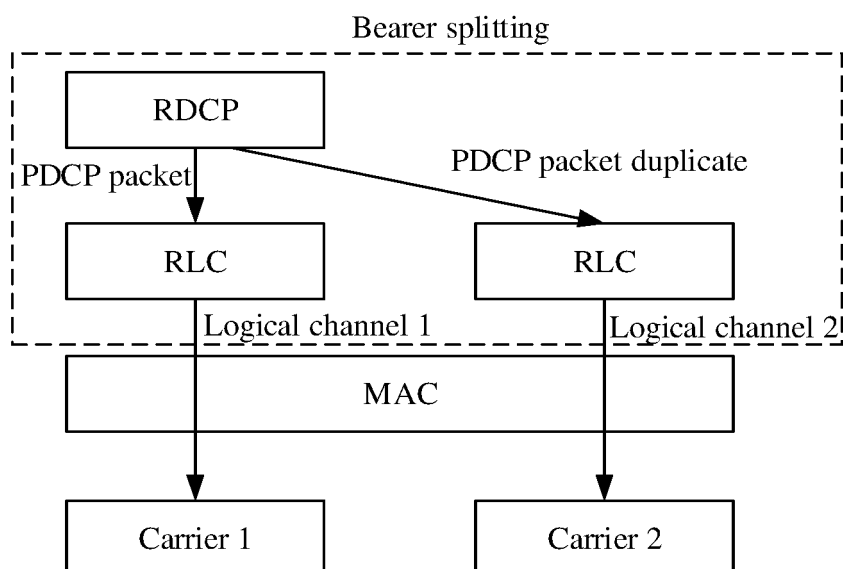 Bearer splitting
RDCP
PDCP packet
PDCP packet duplicate
RLC
RLC
Logical channel 1
Logical channel 2
MAC
Carrier 1
Carrier 2